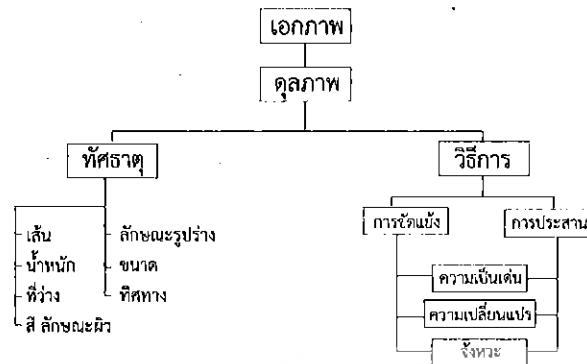 เอกภาพ
ดุลภาพ
ทัศธาตุ
วิธีการ
การขัดแย้ง
การประสาน
เส้น
น้ำหนัก
ที่ว่าง
สี ลักษณะผิว
ลักษณะรูปร่าง
ขนาด
ทิศทาง
ความเป็นเด่น
ความเปลี่ยนแปร
จังหวะ